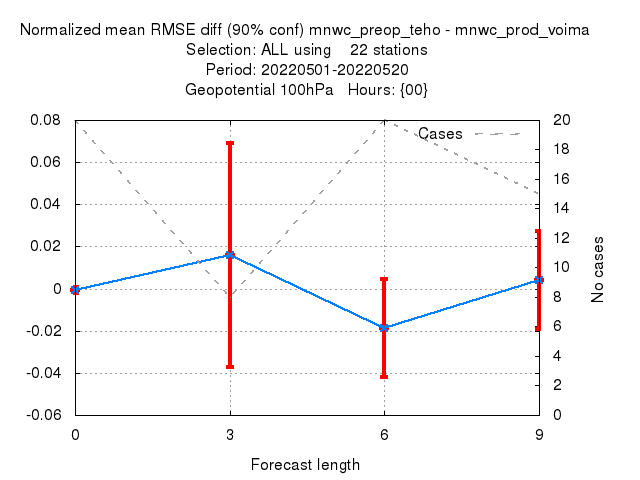 Normalized mean RMSE diff (90% conf) mnwc_preop_teho - mnwc_prod_voima
Selection: ALL using 22 stations
Period: 20220501-20220520
Geopotential 100hPa Hours: {00}
Cases
0.08
0.06
0.04
0.02
0
-0.02
-0.04
-0.06
20
18
16
14
12
10
8
6
4
2
0
No cases
0 3 6 9
Forecast length